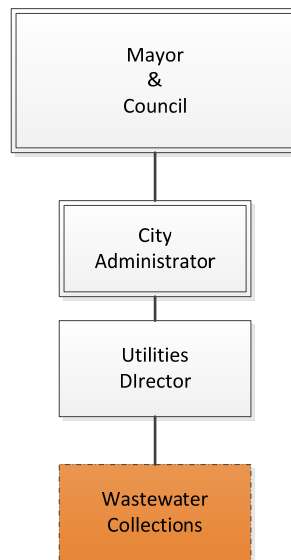 Mayor
&
Council
City
Administrator
Utilities
DIrector
Wastewater
Collections